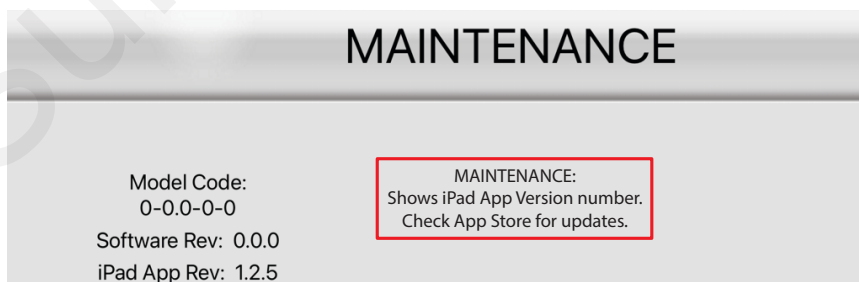 MAINTENANCE
Model Code:
0-0.0-0-0
Software Rev: 0.0.0
iPad App Rev: 1.2.5
MAINTENANCE:
Shows iPad App Version number.
Check App Store for updates.